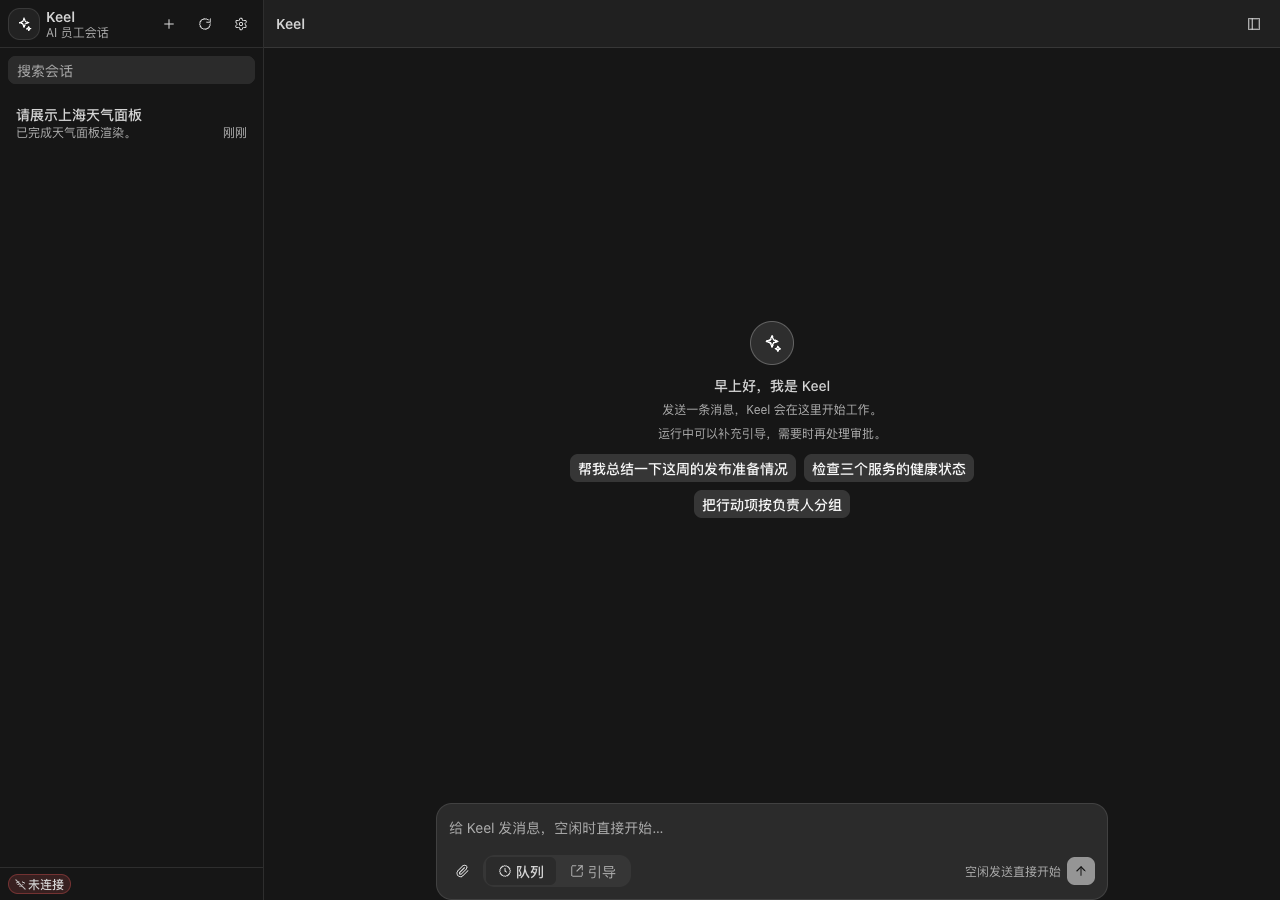 Keel
AI 员工会话
Keel
搜索会话
请展示上海天气面板
已完成天气面板渲染。 刚刚
早上好，我是 Keel
发送一条消息，Keel 会在这里开始工作。
运行中可以补充引导，需要时再处理审批。
帮我总结一下这周的发布准备情况 检查三个服务的健康状态
把行动项按负责人分组
给 Keel 发消息，空闲时直接开始...
队列 引导 空闲发送直接开始
未连接